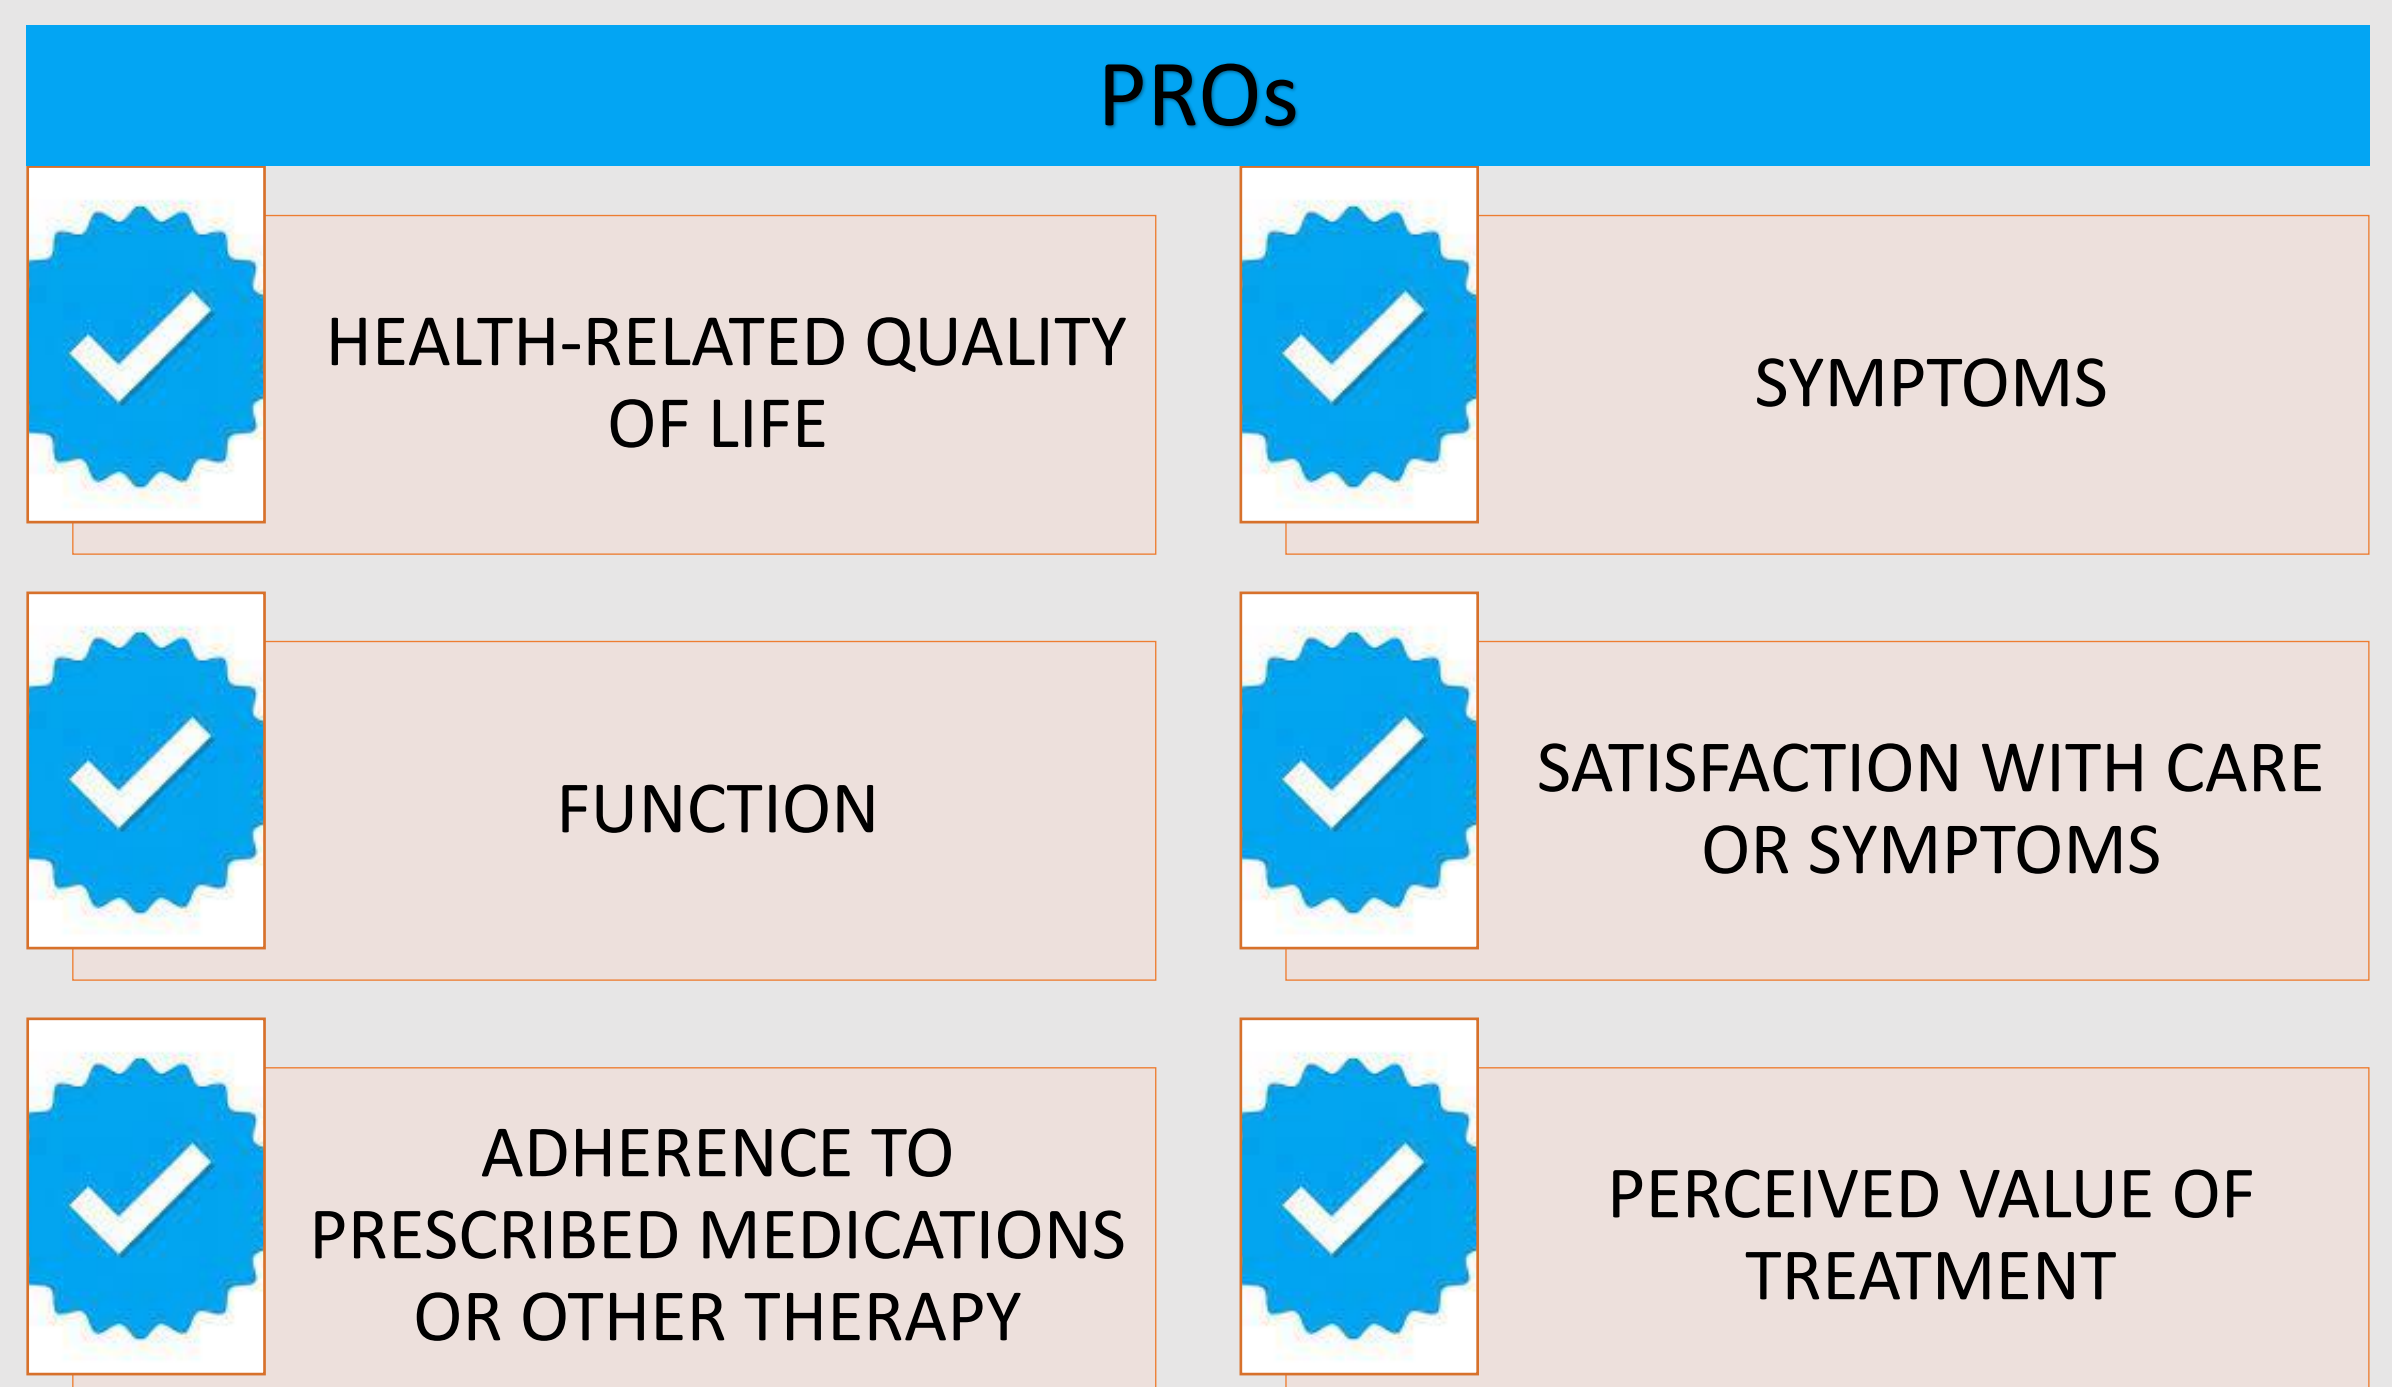 PROs
HEALTH-RELATED QUALITY
OF LIFE
SYMPTOMS
FUNCTION
SATISFACTION WITH CARE
OR SYMPTOMS
ADHERENCE TO
PRESCRIBED MEDICATIONS
OR OTHER THERAPY
PERCEIVED VALUE OF
TREATMENT